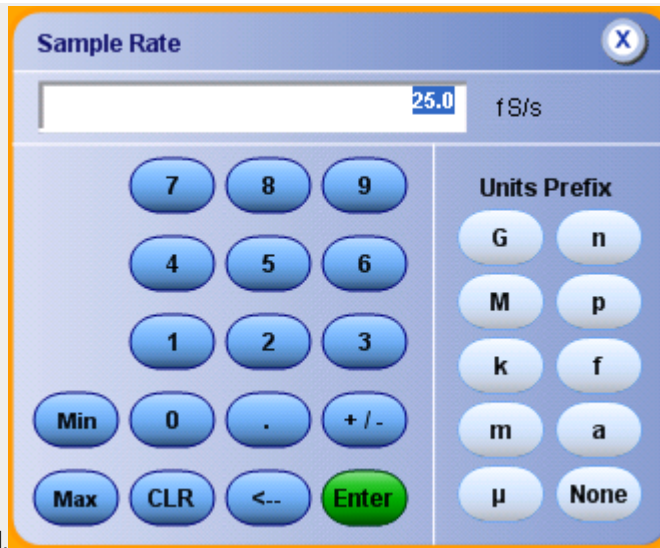 Sample Rate X
25.0 fS/s
7 8 9 Units Prefix
G n
4 5 6
M p
1 2 3
k f
Min 0 . +/-
m a
Max CLR <-- Enter
µ None